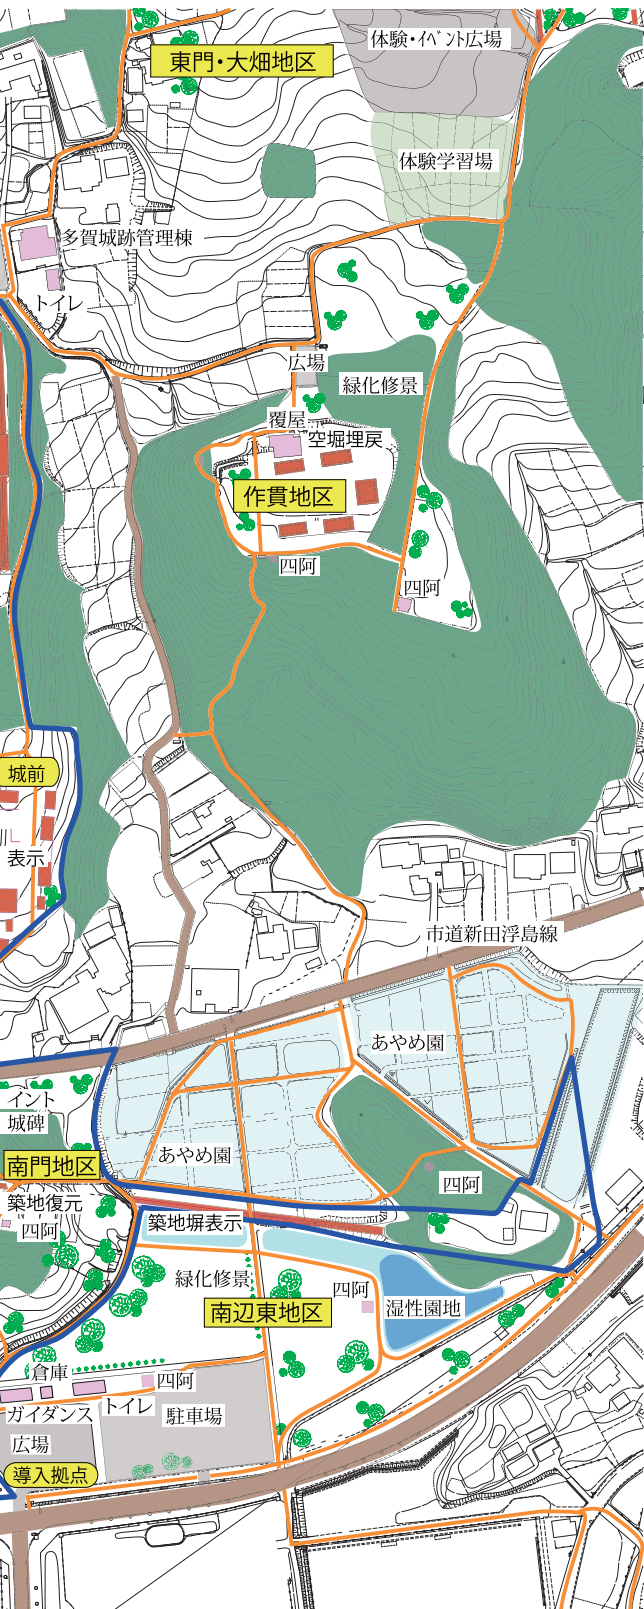 体験・ｲﾍﾞﾝﾄ広場
東門・大畑地区
体験学習場
多賀城跡管理棟
トイレ
広場
緑化修景
覆屋
空堀埋戻
作貫地区
四阿
四阿
城前
表示
市道新田浮島線
あやめ園
イント
城碑
あやめ園
南門地区
四阿
築地復元
築地塀表示
四阿
緑化修景
四阿
南辺東地区
湿性園地
倉庫
四阿
ガイダンス
トイレ
駐車場
広場
導入拠点